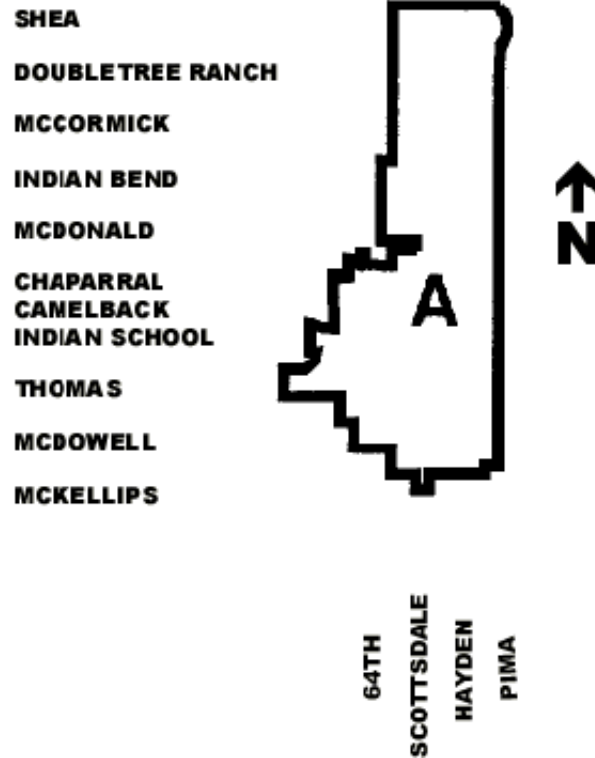 SHEA
DOUBLETREE RANCH
MCCORMICK
INDIAN BEND
MCDONALD
CHAPARRAL
CAMELBACK
INDIAN SCHOOL
THOMAS
MCDOWELL
MCKELLIPS
A
N
64TH
SCOTTSDALE
HAYDEN
PIMA